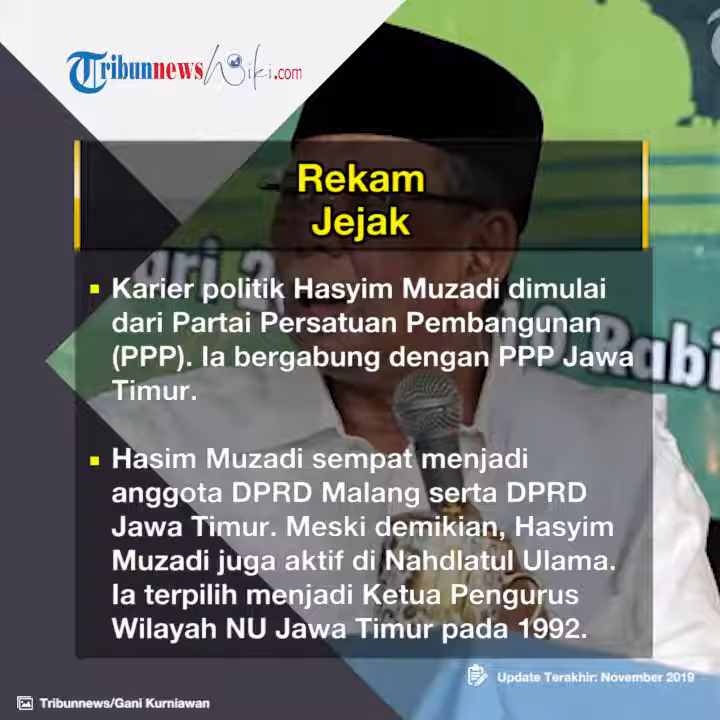 TribunnewsWiki.com
Rekam
Jejak
Karier politik Hasyim Muzadi dimulai
dari Partai Persatuan Pembangunan
(PPP). Ia bergabung dengan PPP Jawa
Timur.
Hasim Muzadi sempat menjadi
anggota DPRD Malang serta DPRD
Jawa Timur. Meski demikian, Hasyim
Muzadi juga aktif di Nahdlatul Ulama.
Ia terpilih menjadi Ketua Pengurus
Wilayah NU Jawa Timur pada 1992.
Update Terakhir: November 2019
Tribunnews/Gani Kurniawan